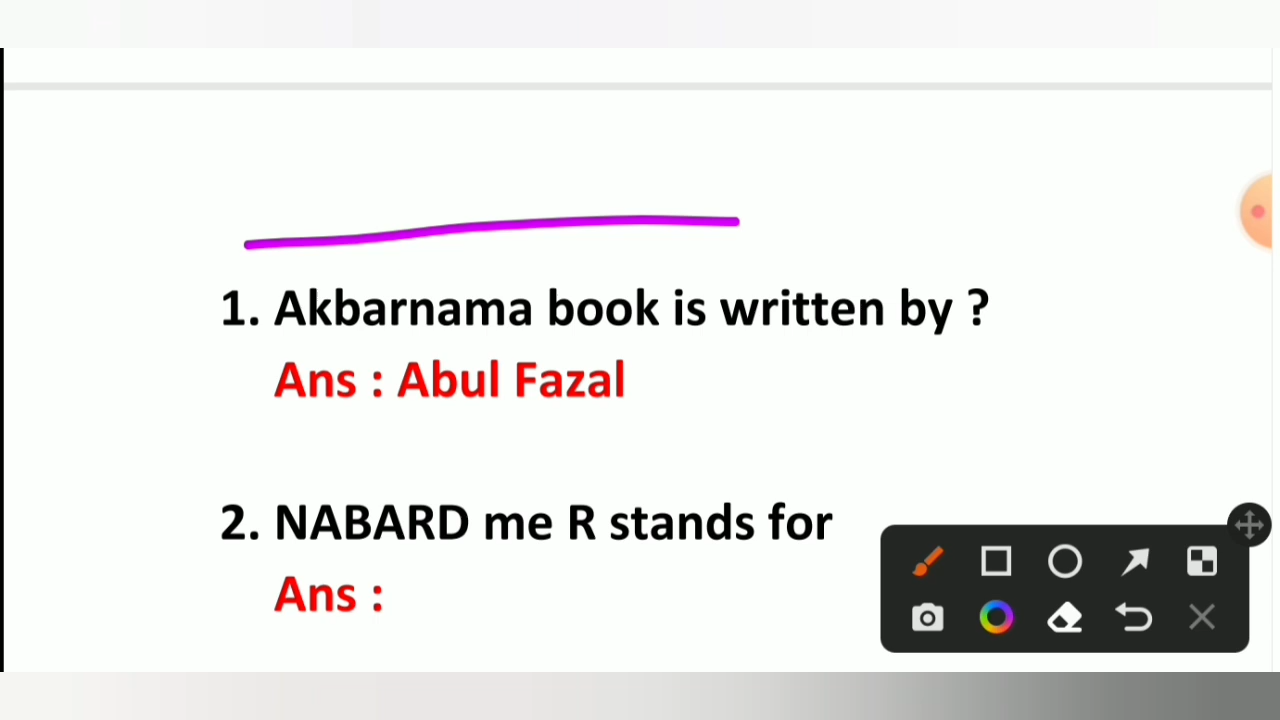 1. Akbarnama book is written by ?
Ans : Abul Fazal
2. NABARD me R stands for
Ans :